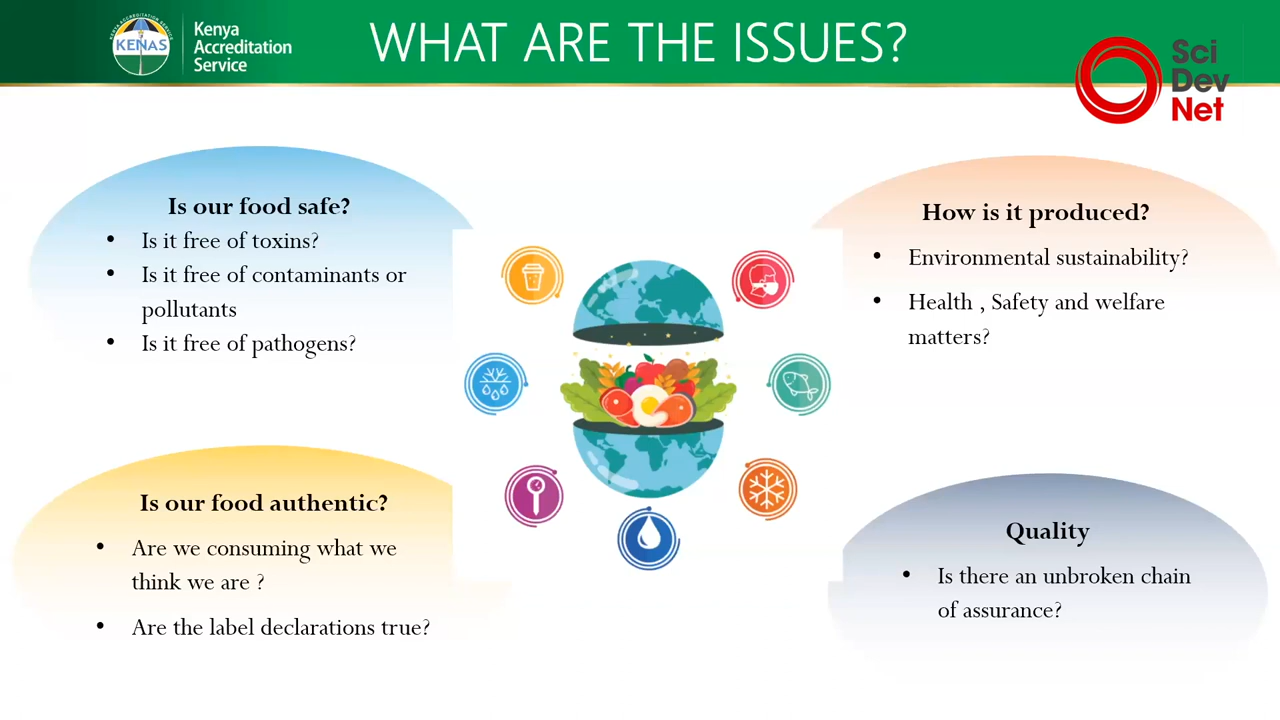 KENYA ACCREDITATION SERVICE
KENAS
Kenya
Accreditation
Service
WHAT ARE THE ISSUES?
Sci
Dev
Net
Is our food safe?
• Is it free of toxins?
• Is it free of contaminants or
pollutants
• Is it free of pathogens?
How is it produced?
• Environmental sustainability?
• Health , Safety and welfare
matters?
Is our food authentic?
• Are we consuming what we
think we are ?
• Are the label declarations true?
Quality
• Is there an unbroken chain
of assurance?